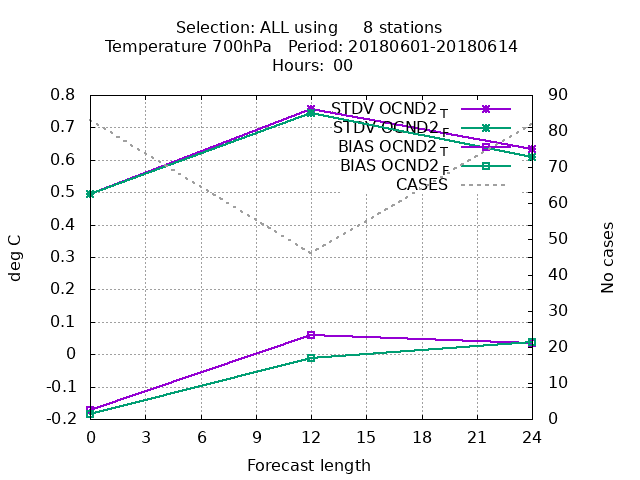 Selection: ALL using 8 stations
Temperature 700hPa Period: 20180601-20180614
Hours: 00
STDV OCND2_T
STDV OCND2_F
BIAS OCND2_T
BIAS OCND2_F
CASES
0.8
0.7
0.6
0.5
0.4
0.3
0.2
0.1
0
-0.1
-0.2
deg C
90
80
70
60
50
40
30
20
10
0
No cases
0 3 6 9 12 15 18 21 24
Forecast length